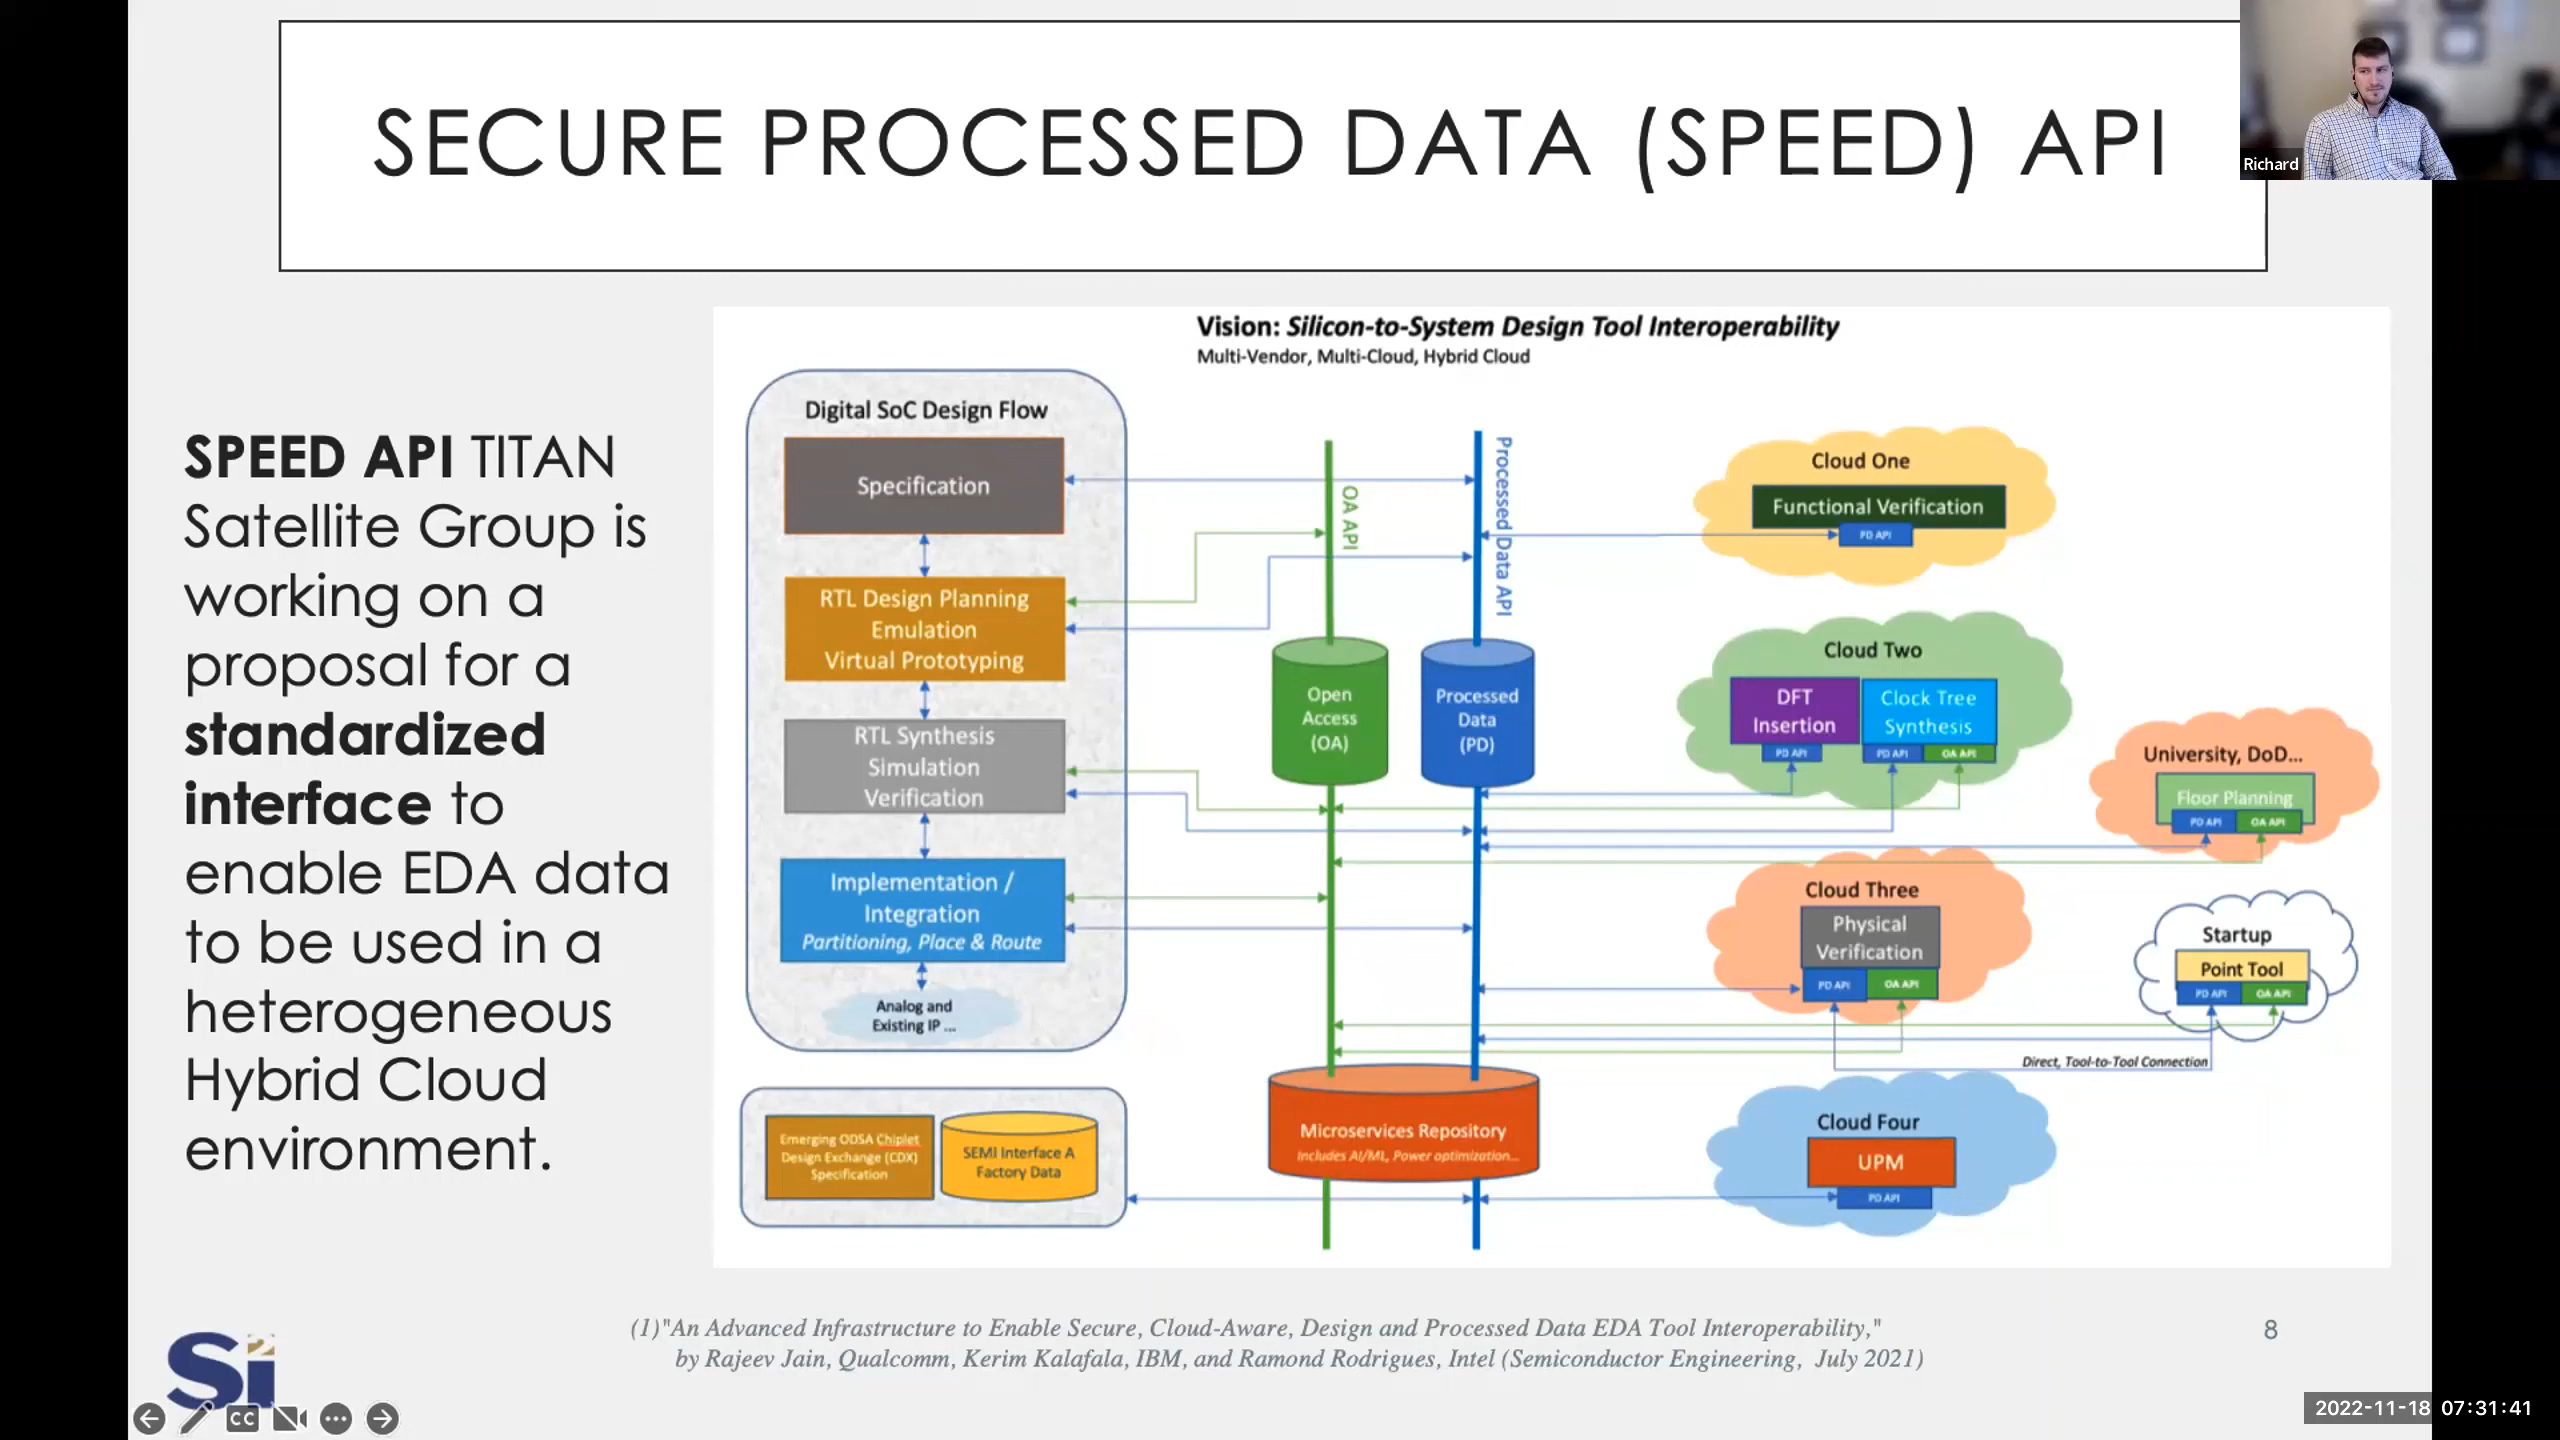 SECURE PROCESSED DATA (SPEED) API
Richard
SPEED API TITAN
Satellite Group is
working on a
proposal for a
standardized
interface to
enable EDA data
to be used in a
heterogeneous
Hybrid Cloud
environment.
Vision: Silicon-to-System Design Tool Interoperability
Multi-Vendor, Multi-Cloud, Hybrid Cloud
Digital SoC Design Flow
Specification
RTL Design Planning
Emulation
Virtual Prototyping
RTL Synthesis
Simulation
Verification
Implementation /
Integration
Partitioning, Place & Route
Analog and
Existing IP ...
Emerging ODSA Chiplet
Design Exchange (CDX)
Specification
SEMI Interface A
Factory Data
OA API
Processed Data API
Open
Access
(OA)
Processed
Data
(PD)
Microservices Repository
Includes AI/ML, Power optimization...
Cloud One
Functional Verification
PD API
Cloud Two
DFT
Insertion
PD API
Clock Tree
Synthesis
PD API
OA API
University, DoD...
Floor Planning
PD API
OA API
Cloud Three
Physical
Verification
PD API
OA API
Startup
Point Tool
PD API
OA API
Direct, Tool-to-Tool Connection
Cloud Four
UPM
PD API
(1)"An Advanced Infrastructure to Enable Secure, Cloud-Aware, Design and Processed Data EDA Tool Interoperability,"
by Rajeev Jain, Qualcomm, Kerim Kalafala, IBM, and Ramond Rodrigues, Intel (Semiconductor Engineering, July 2021)
8
Si2
CC
2022-11-18 07:31:41